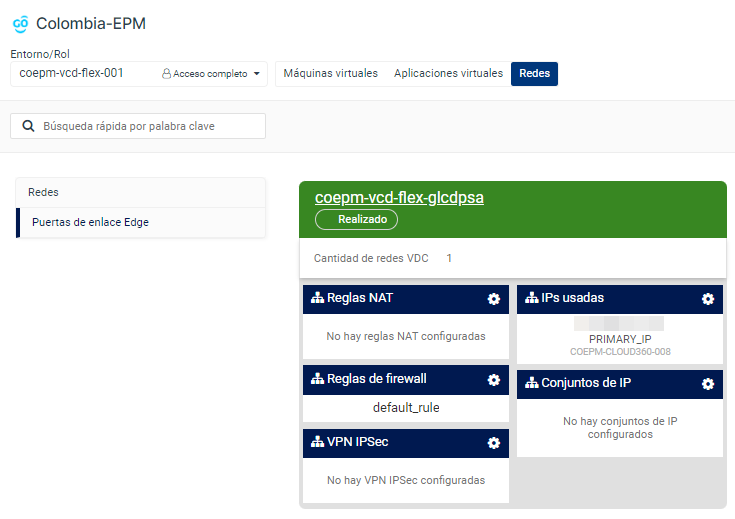 GO
Colombia-EPM
Entorno/Rol
coepm-vcd-flex-001
Acceso completo
Máquinas virtuales
Aplicaciones virtuales
Redes
Búsqueda rápida por palabra clave
Redes
Puertas de enlace Edge
coepm-vcd-flex-glcdpsa
Realizado
Cantidad de redes VDC 1
Reglas NAT
No hay reglas NAT configuradas
Reglas de firewall
default_rule
VPN IPSec
No hay VPN IPSec configuradas
IPs usadas
PRIMARY_IP
COEPM-CLOUD360-008
Conjuntos de IP
No hay conjuntos de IP
configurados